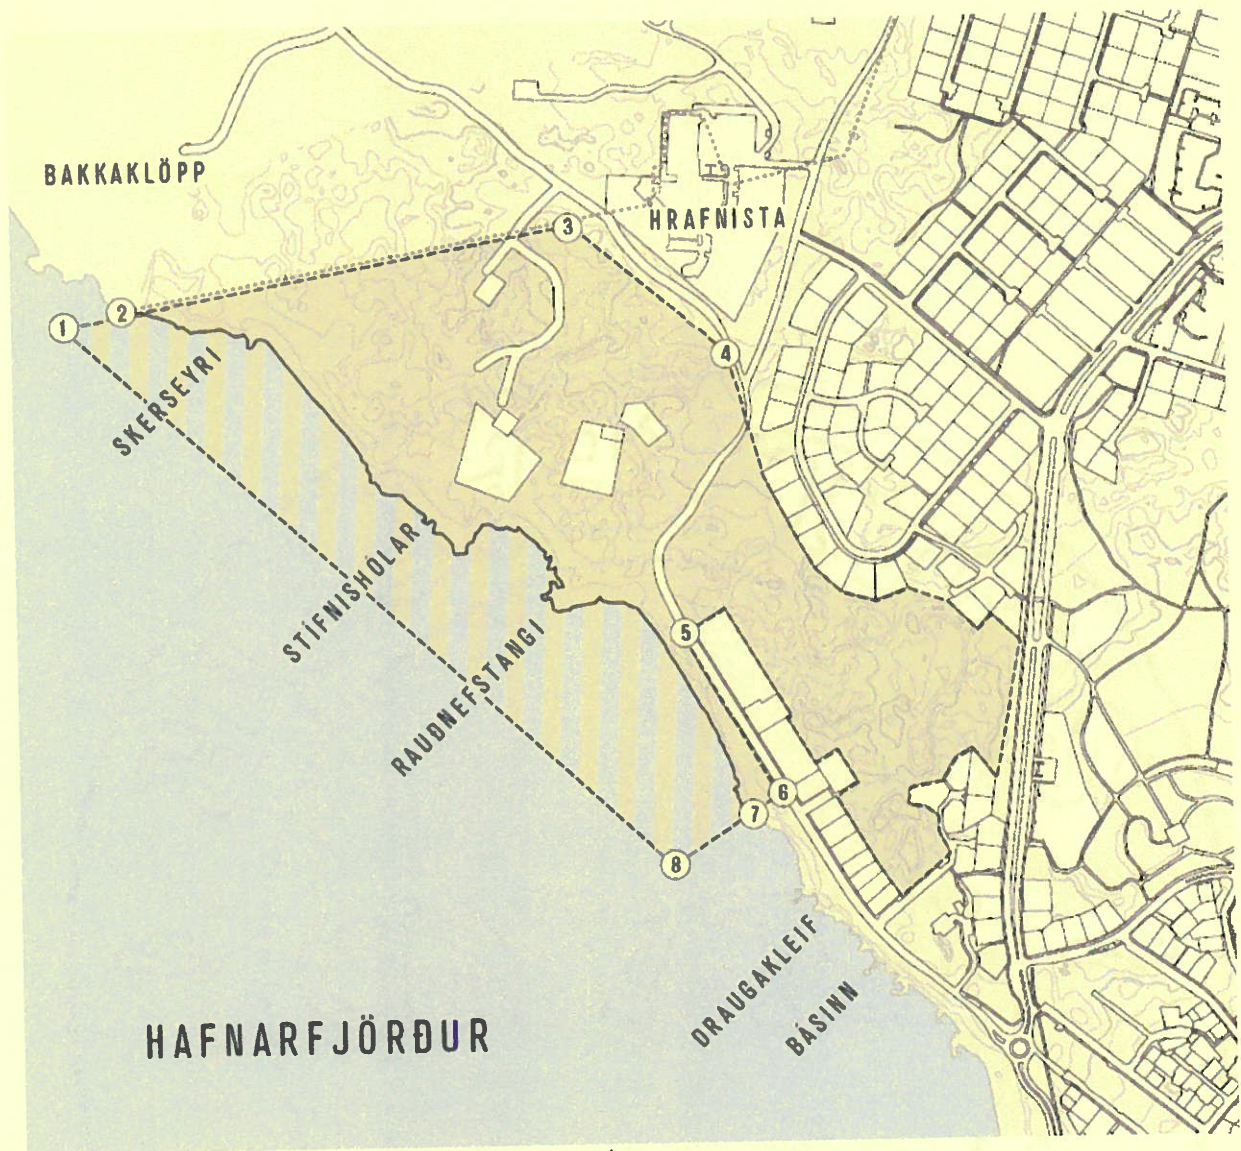 BAKKAKLÖPP
HRAFNISTA
3
2
1
4
SKERSEYRI
STÍFNISHÓLAR
RAUÐNEFSTANGI
5
6
7
8
DRAUGAKLEIF
BÁSINN
HAFNARFJÖRÐUR